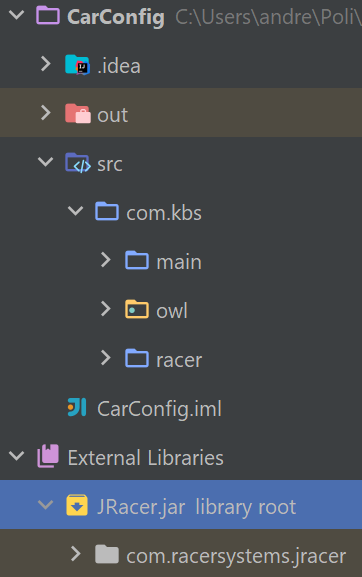 CarConfig C:\Users\andre\Poli\
.idea
out
src
com.kbs
main
owl
racer
CarConfig.iml
External Libraries
JRacer.jar library root
com.racersystems.jracer